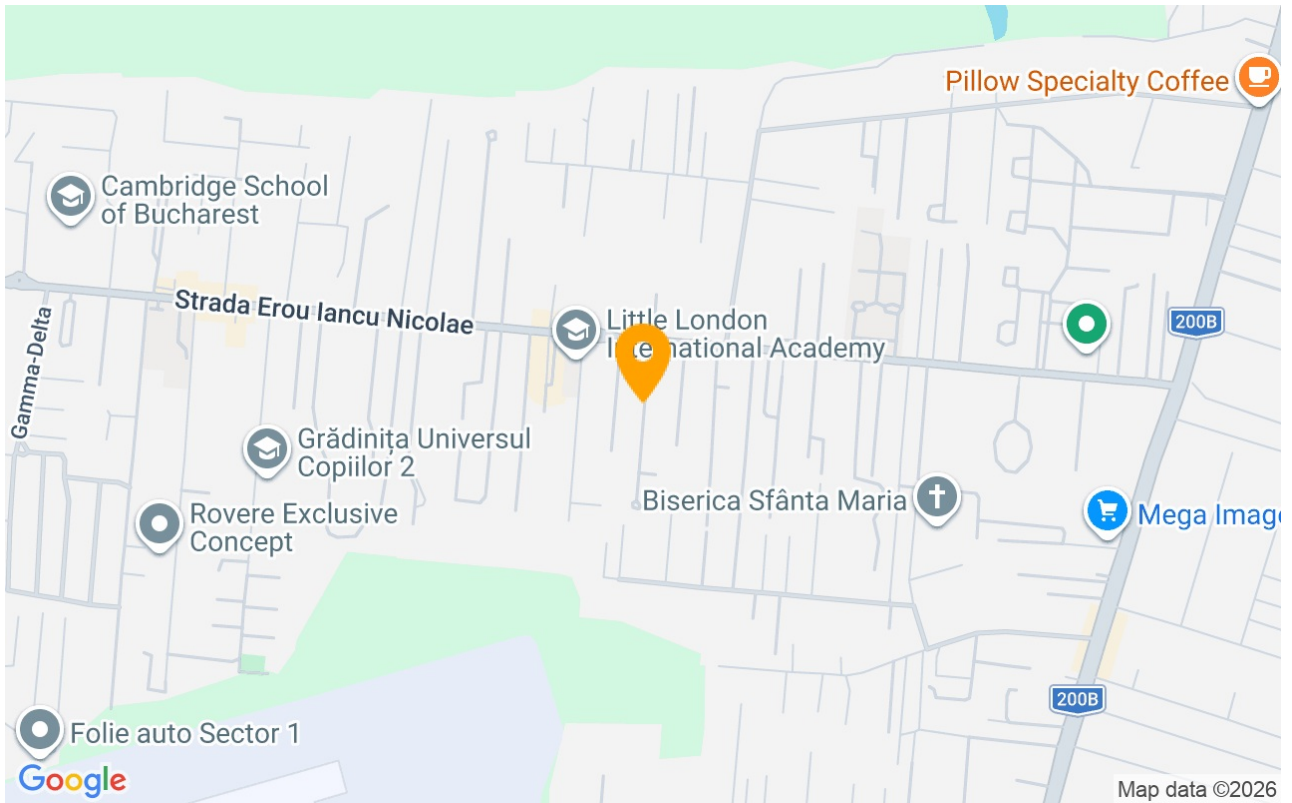 Pillow Specialty Coffee
Cambridge School
of Bucharest
Strada Erou Iancu Nicolae
Little London
International Academy
200B
Gamma-Delta
Grădinița Universul
Copiilor 2
Biserica Sfânta Maria
Rovere Exclusive
Concept
Mega Image
200B
Folie auto Sector 1
Google
Map data ©2026